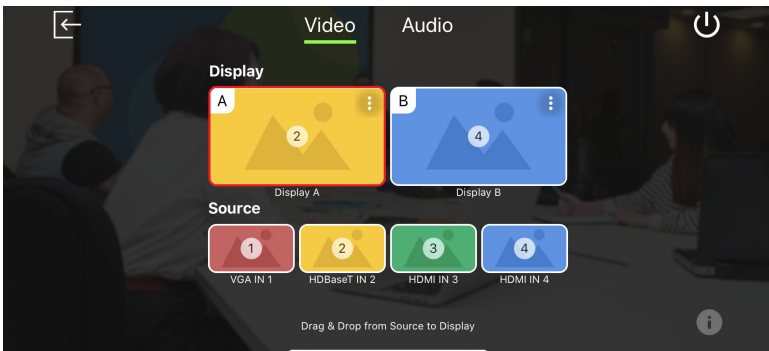 Video Audio
Display
A B
2 4
Display A Display B
Source
1 2 3 4
VGA IN 1 HDBaseT IN 2 HDMI IN 3 HDMI IN 4
Drag & Drop from Source to Display
i